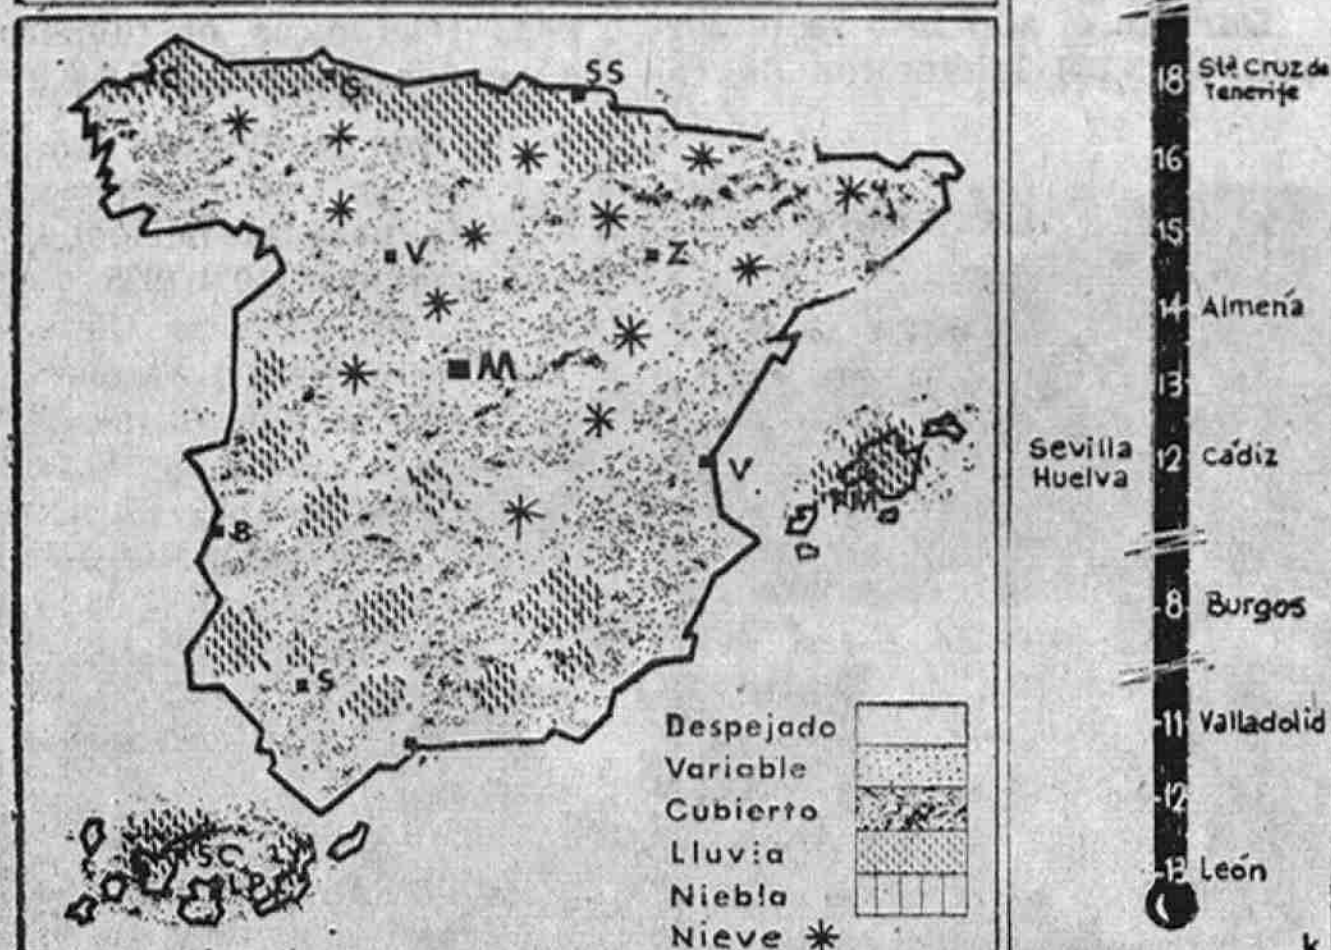 C
G
SS
V
Z
M
V
PM
B
S
SC
LP
Despejado
Variable
Cubierto
Lluvia
Niebla
Nieve
18 Stª Cruz de
Tenerife
16
15
14 Almería
13
Sevilla
Huelva
12 Cádiz
-8 Burgos
-11 Valladolid
-12
-13 León
k